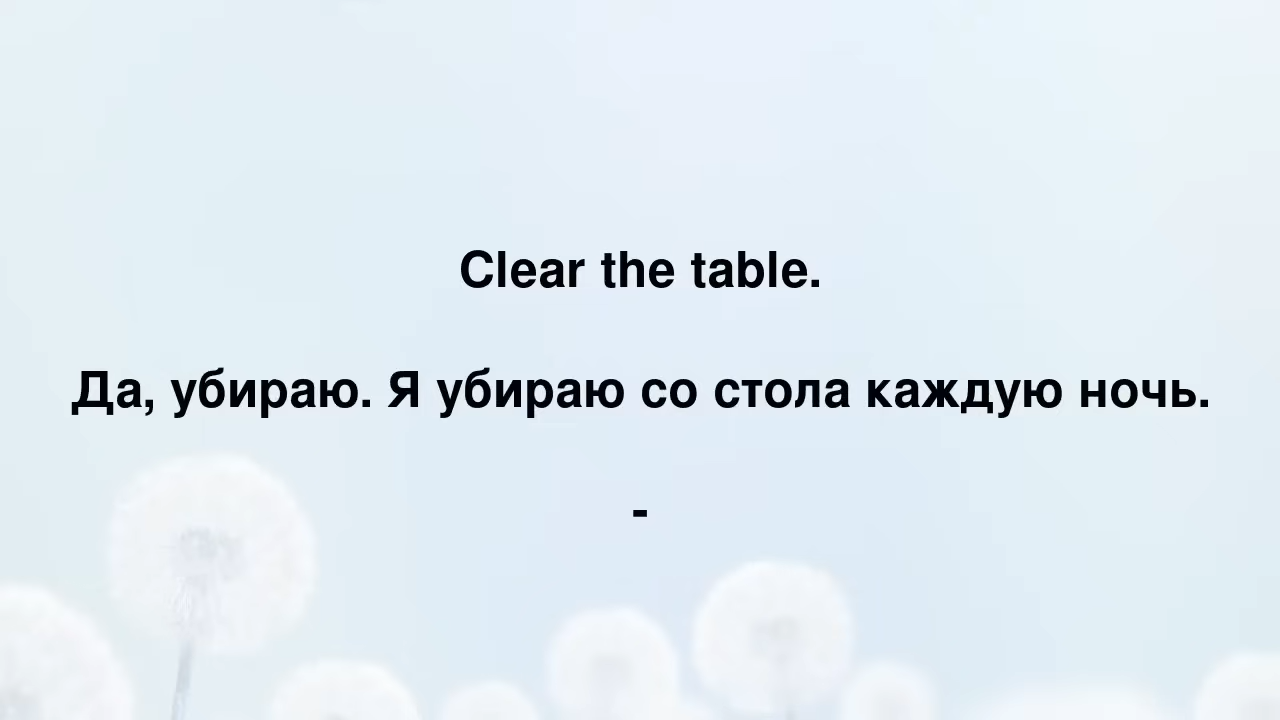 Clear the table.
Да, убираю. Я убираю со стола каждую ночь.
-